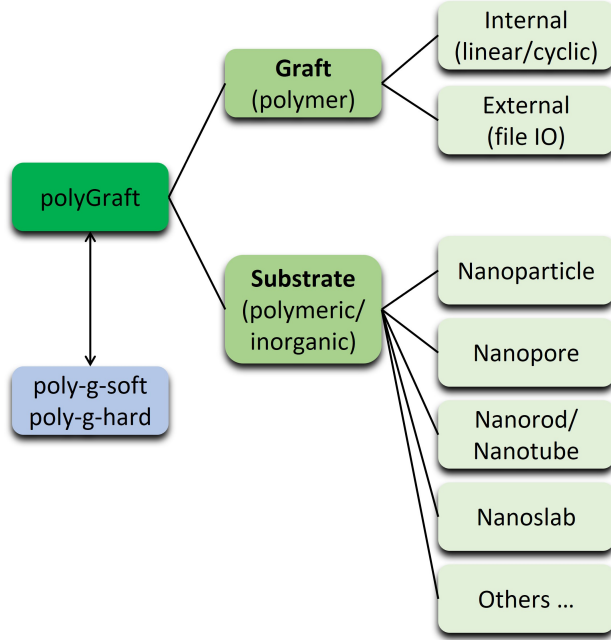 polyGraft
poly-g-soft
poly-g-hard
Graft
(polymer)
Substrate
(polymeric/
inorganic)
Internal
(linear/cyclic)
External
(file IO)
Nanoparticle
Nanopore
Nanorod/
Nanotube
Nanoslab
Others ...